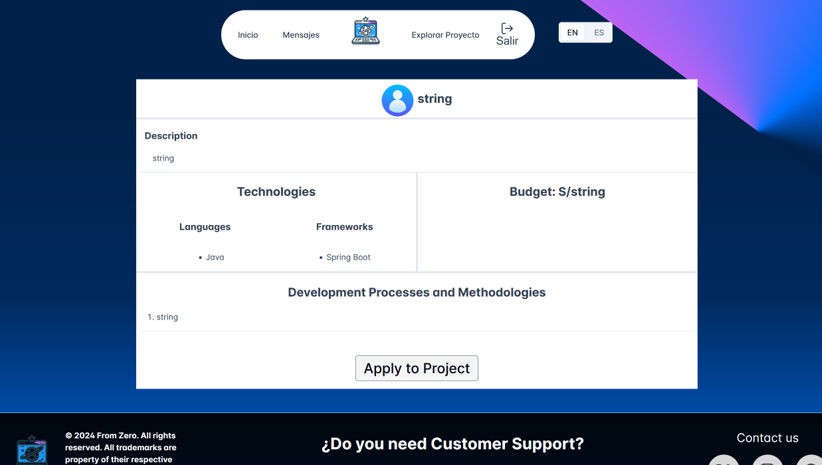 Inicio
Mensajes
Explorar Proyecto
Salir
EN
ES
string
Description
string
Technologies
Budget: S/string
Languages
Frameworks
• Java
• Spring Boot
Development Processes and Methodologies
1. string
Apply to Project
© 2024 From Zero. All rights
reserved. All trademarks are
property of their respective
¿Do you need Customer Support?
Contact us